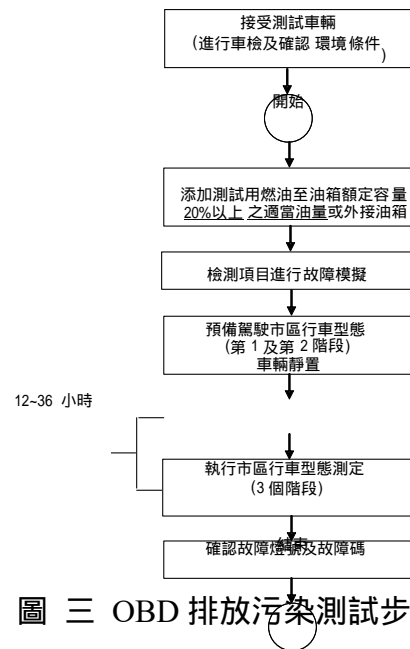 接受測試車輛
(進行車檢及確認 環境條件
)
開始
添加測試用燃油至油箱額定容量
20%以上 之適當油量或外接油箱
檢測項目進行故障模擬
預備駕駛市區行車型態
(第 1 及第 2 階段)
車輛靜置
12~36 小時
執行市區行車型態測定
(3 個階段)
結束
確認故障燈號及故障碼
圖 三 OBD 排放污染測試步